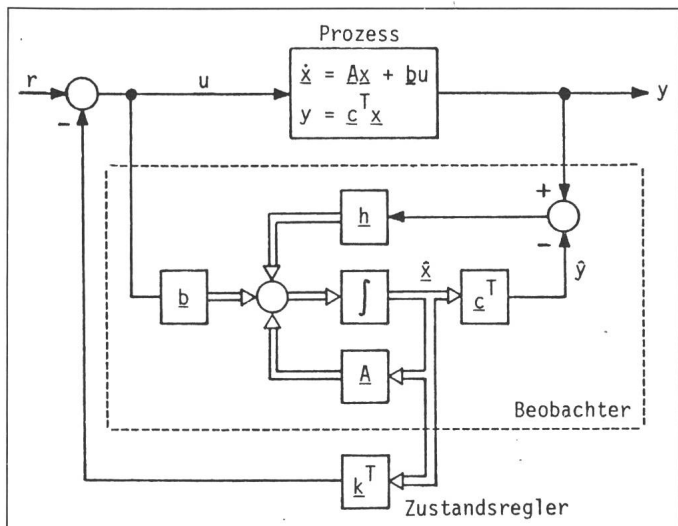 Prozess
r
-
u
ẋ = Ax + bu
y = cᵀx
y
h
+
-
ŷ
b
∫
x̂
cᵀ
A
Beobachter
kᵀ
Zustandsregler